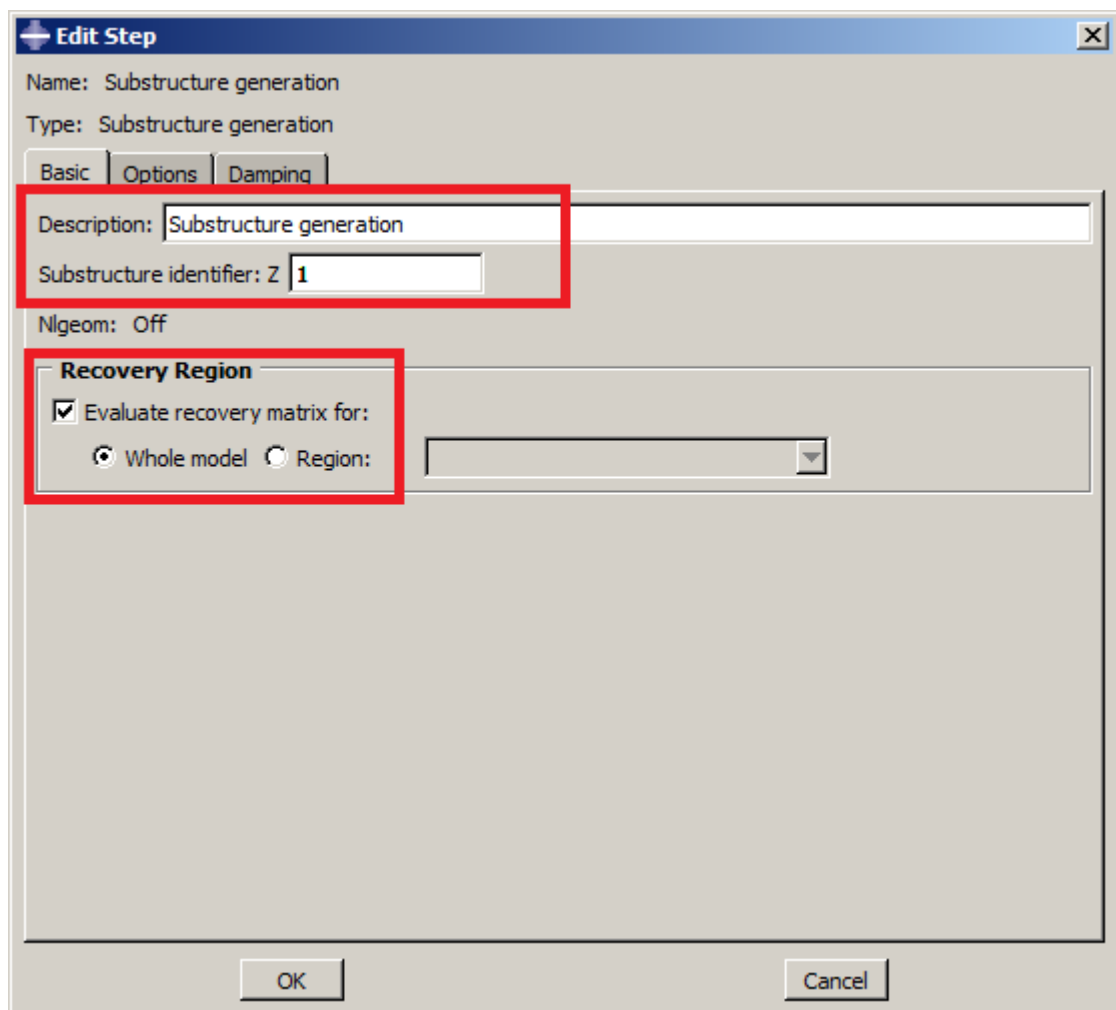 Edit Step
Name: Substructure generation
Type: Substructure generation
Basic Options Damping
Description: Substructure generation
Substructure identifier: Z 1
Nlgeom: Off
Recovery Region
Evaluate recovery matrix for:
Whole model Region:
OK Cancel